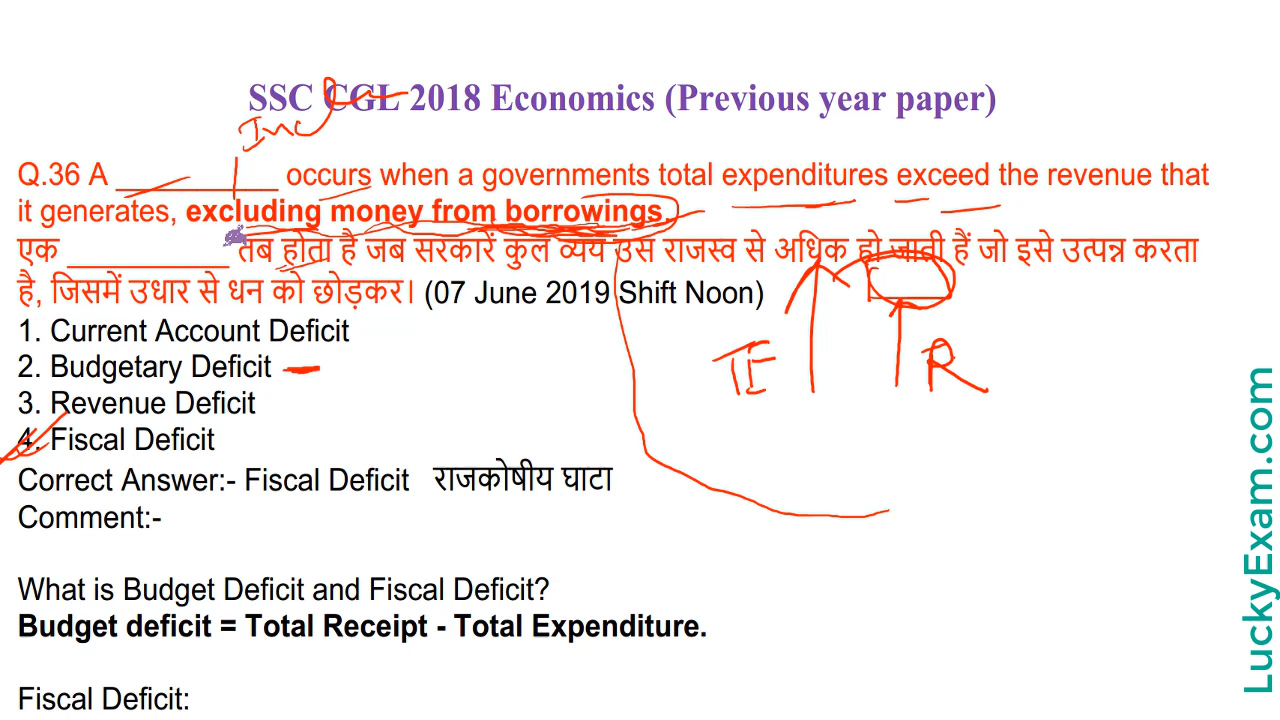 SSC CGL 2018 Economics (Previous year paper)
Inc
Q.36 A ____________ occurs when a governments total expenditures exceed the revenue that
it generates, excluding money from borrowings.
एक ____________ तब होता है जब सरकारें कुल व्यय उस राजस्व से अधिक हो जाती हैं जो इसे उत्पन्न करता
है, जिसमें उधार से धन को छोड़कर। (07 June 2019 Shift Noon)
1. Current Account Deficit
2. Budgetary Deficit
TE
R
3. Revenue Deficit
4. Fiscal Deficit
Correct Answer:- Fiscal Deficit राजकोषीय घाटा
Comment:-
What is Budget Deficit and Fiscal Deficit?
Budget deficit = Total Receipt - Total Expenditure.
Fiscal Deficit:
LuckyExam.com